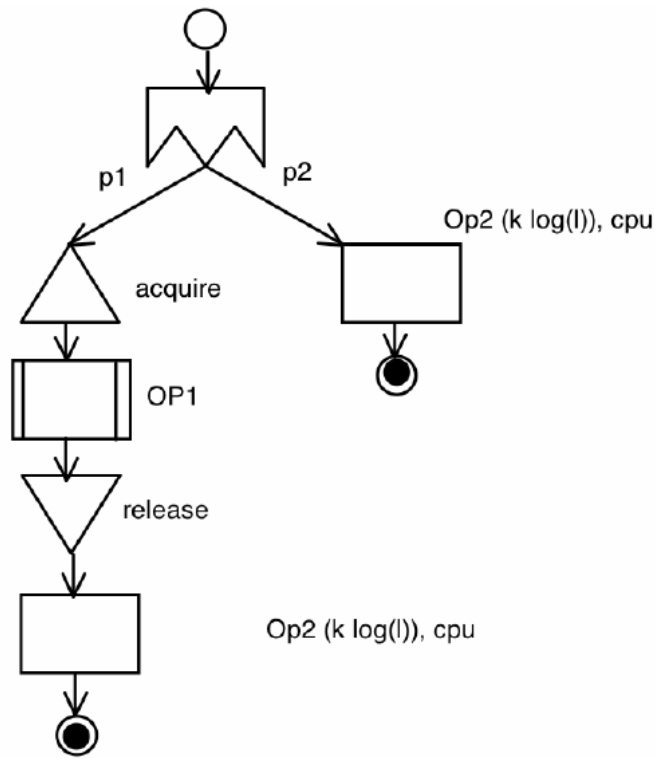 p1
p2
Op2 (k log(l)), cpu
acquire
OP1
release
Op2 (k log(l)), cpu